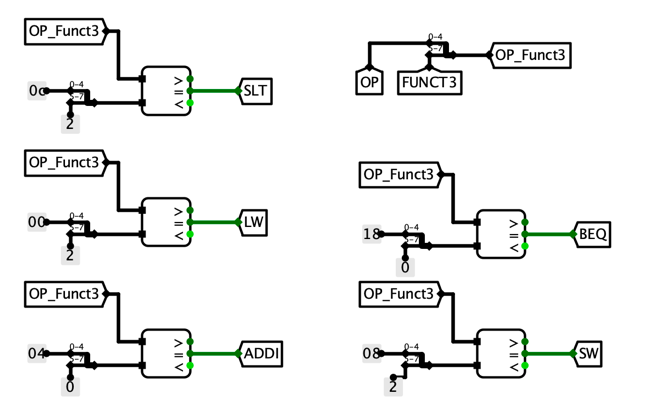 OP_Funct3
0-4
5-7
0c
2
>
=
<
SLT
0-4
5-7
OP
FUNCT3
OP_Funct3
OP_Funct3
0-4
5-7
00
2
>
=
<
LW
OP_Funct3
0-4
5-7
18
0
>
=
<
BEQ
OP_Funct3
0-4
5-7
04
0
>
=
<
ADDI
OP_Funct3
0-4
5-7
08
2
>
=
<
SW